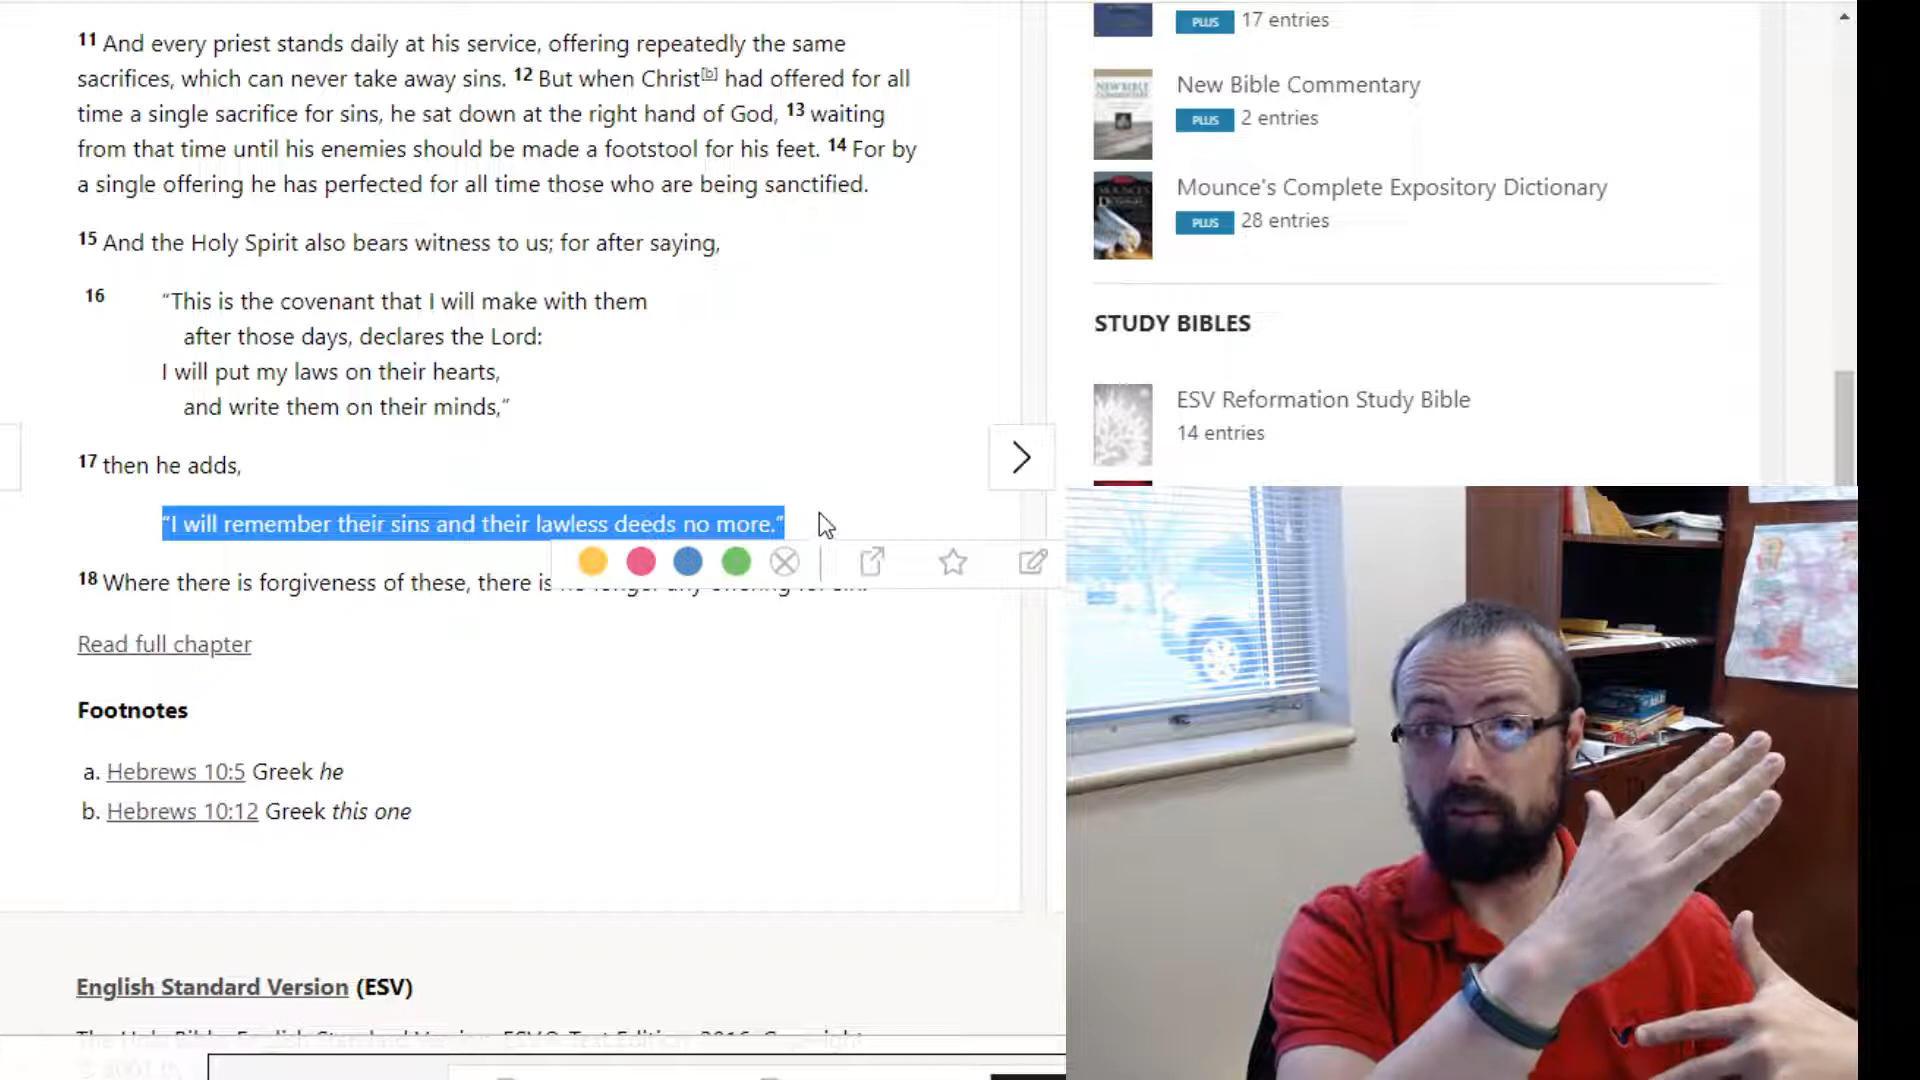 11 And every priest stands daily at his service, offering repeatedly the same
sacrifices, which can never take away sins. 12 But when Christ[b] had offered for all
time a single sacrifice for sins, he sat down at the right hand of God, 13 waiting
from that time until his enemies should be made a footstool for his feet. 14 For by
a single offering he has perfected for all time those who are being sanctified.
15 And the Holy Spirit also bears witness to us; for after saying,
16 “This is the covenant that I will make with them
after those days, declares the Lord:
I will put my laws on their hearts,
and write them on their minds,”
17 then he adds,
“I will remember their sins and their lawless deeds no more.”
18 Where there is forgiveness of these, there is no longer any offering for sin.
Read full chapter
Footnotes
a. Hebrews 10:5 Greek he
b. Hebrews 10:12 Greek this one
English Standard Version (ESV)
PLUS 17 entries
New Bible Commentary
PLUS 2 entries
Mounce's Complete Expository Dictionary
PLUS 28 entries
STUDY BIBLES
ESV Reformation Study Bible
14 entries